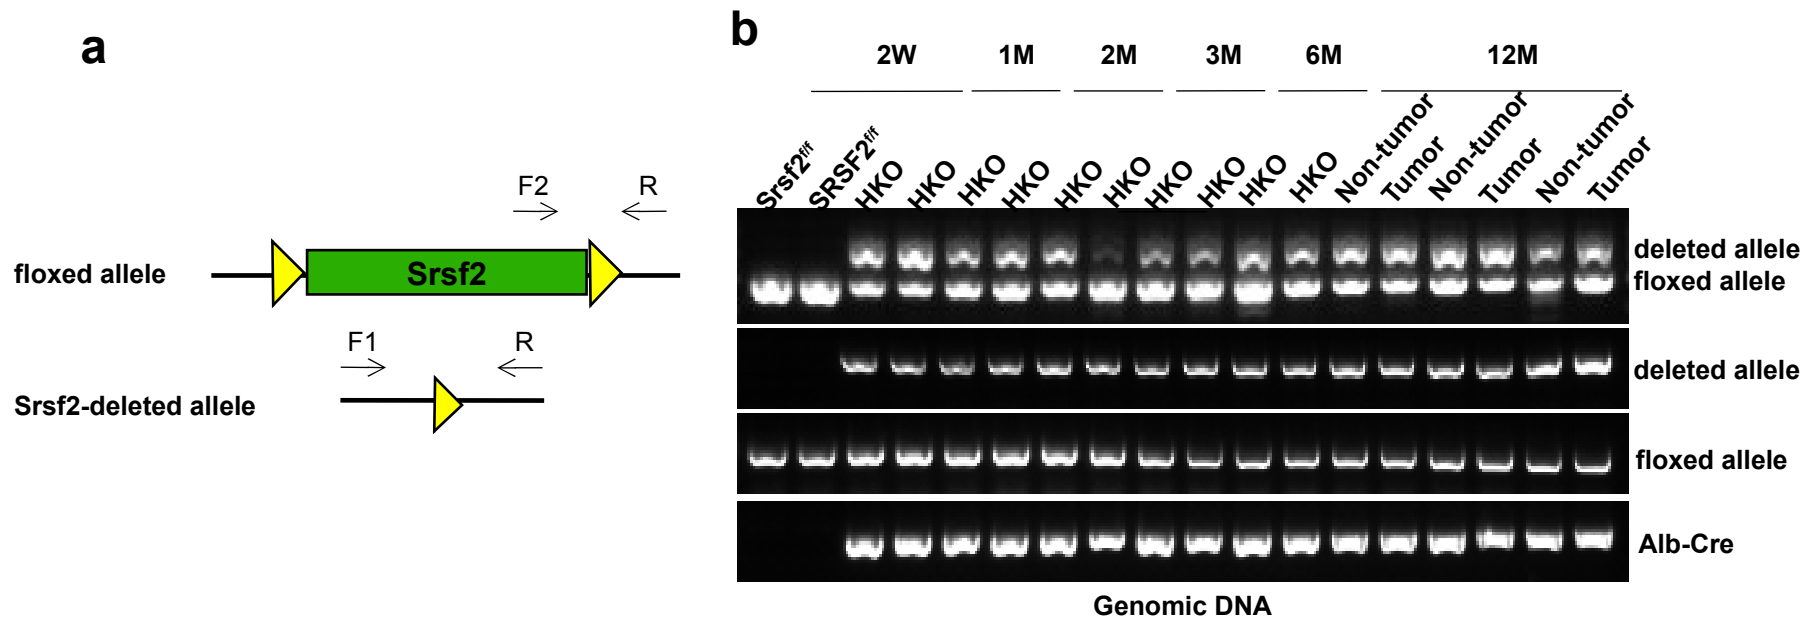 a
F2
R
floxed allele
Srsf2
F1
R
Srsf2-deleted allele
b
2W
1M
2M
3M
6M
12M
Srsf2f/f
SRSF2f/f
HKO
HKO
HKO
HKO
HKO
HKO
HKO
HKO
HKO
HKO
Non-tumor
Tumor
Non-tumor
Tumor
Non-tumor
Tumor
deleted allele
floxed allele
deleted allele
floxed allele
Alb-Cre
Genomic DNA